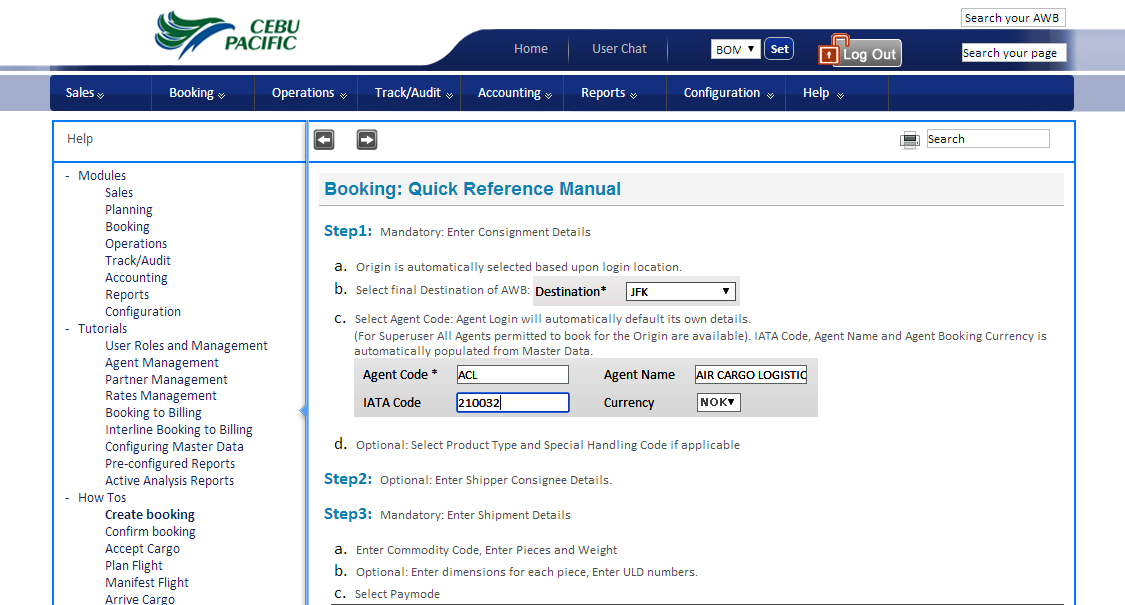 Search your AWB
CEBU
PACIFIC
Home
User Chat
BOM
Set
Log Out
Search your page
Sales
Booking
Operations
Track/Audit
Accounting
Reports
Configuration
Help
Help
Search
- Modules
Sales
Planning
Booking
Operations
Track/Audit
Accounting
Reports
Configuration
- Tutorials
User Roles and Management
Agent Management
Partner Management
Rates Management
Booking to Billing
Interline Booking to Billing
Configuring Master Data
Pre-configured Reports
Active Analysis Reports
- How Tos
Create booking
Confirm booking
Accept Cargo
Plan Flight
Manifest Flight
Arrive Cargo
Booking: Quick Reference Manual
Step1: Mandatory: Enter Consignment Details
a. Origin is automatically selected based upon login location.
b. Select final Destination of AWB: Destination* JFK
c. Select Agent Code: Agent Login will automatically default its own details.
(For Superuser All Agents permitted to book for the Origin are available). IATA Code, Agent Name and Agent Booking Currency is
automatically populated from Master Data.
Agent Code * ACL Agent Name AIR CARGO LOGISTIC
IATA Code 210032 Currency NOK
d. Optional: Select Product Type and Special Handling Code if applicable
Step2: Optional: Enter Shipper Consignee Details.
Step3: Mandatory: Enter Shipment Details
a. Enter Commodity Code, Enter Pieces and Weight
b. Optional: Enter dimensions for each piece, Enter ULD numbers.
c. Select Paymode